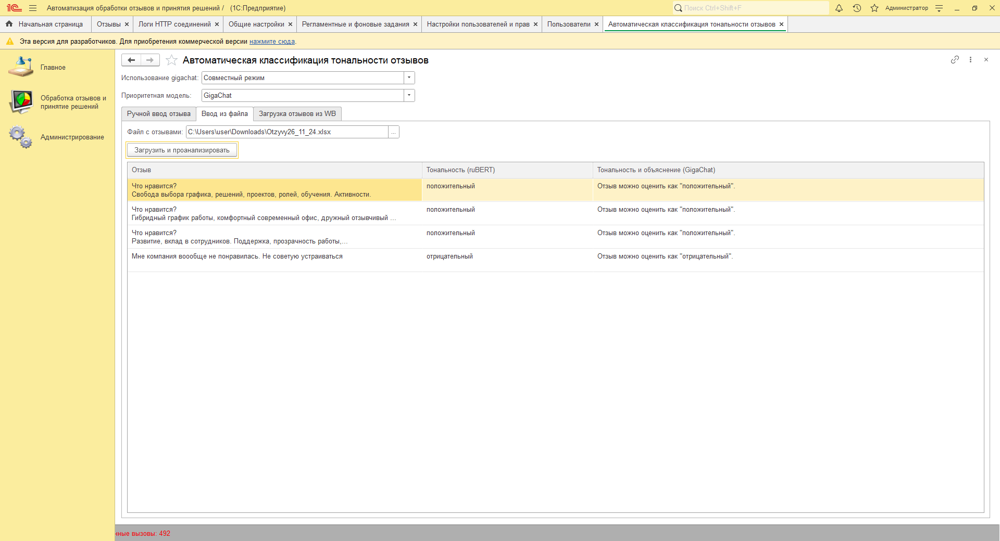 1С Автоматизация обработки отзывов и принятия решений / (1С:Предприятие) Поиск Ctrl+Shift+F Администратор
Начальная страница Отзывы Логи HTTP соединений Общие настройки Регламентные и фоновые задания Настройки пользователей и прав Пользователи Автоматическая классификация тональности отзывов
Эта версия для разработчиков. Для приобретения коммерческой версии нажмите сюда.
Главное
Обработка отзывов и
принятие решений
Администрирование
Автоматическая классификация тональности отзывов
Использование gigachat: Совместный режим
Приоритетная модель: GigaChat
Ручной ввод отзыва Ввод из файла Загрузка отзывов из WB
Файл с отзывами: C:\Users\user\Downloads\Otzyvy26_11_24.xlsx ...
Загрузить и проанализировать
Отзыв Тональность (ruBERT) Тональность и объяснение (GigaChat)
Что нравится? положительный Отзыв можно оценить как "положительный".
Свобода выбора графика, решений, проектов, ролей, обучения. Активности.
Что нравится? положительный Отзыв можно оценить как "положительный".
Гибридный график работы, комфортный современный офис, дружный отзывчивый ...
Что нравится? положительный Отзыв можно оценить как "положительный".
Развитие, вклад в сотрудников. Поддержка, прозрачность работы,...
Мне компания воообще не понравилась. Не советую устраиваться отрицательный Отзыв можно оценить как "отрицательный".
нные вызовы: 492